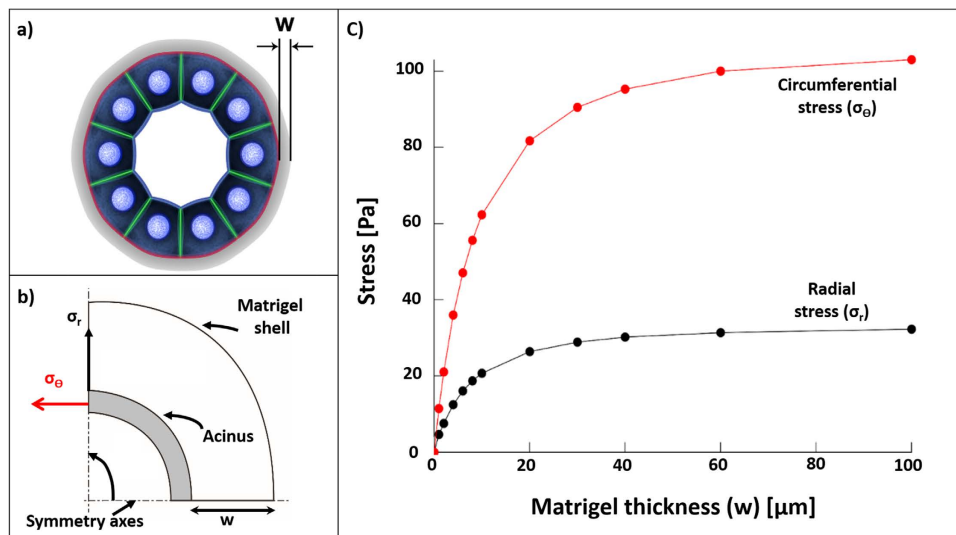 a)
W
b)
σr
σΘ
Matrigel
shell
Acinus
Symmetry axes
w
C)
Stress [Pa]
100
80
60
40
20
0
Circumferential
stress (σΘ)
Radial
stress (σr)
0
20
40
60
80
100
Matrigel thickness (w) [µm]